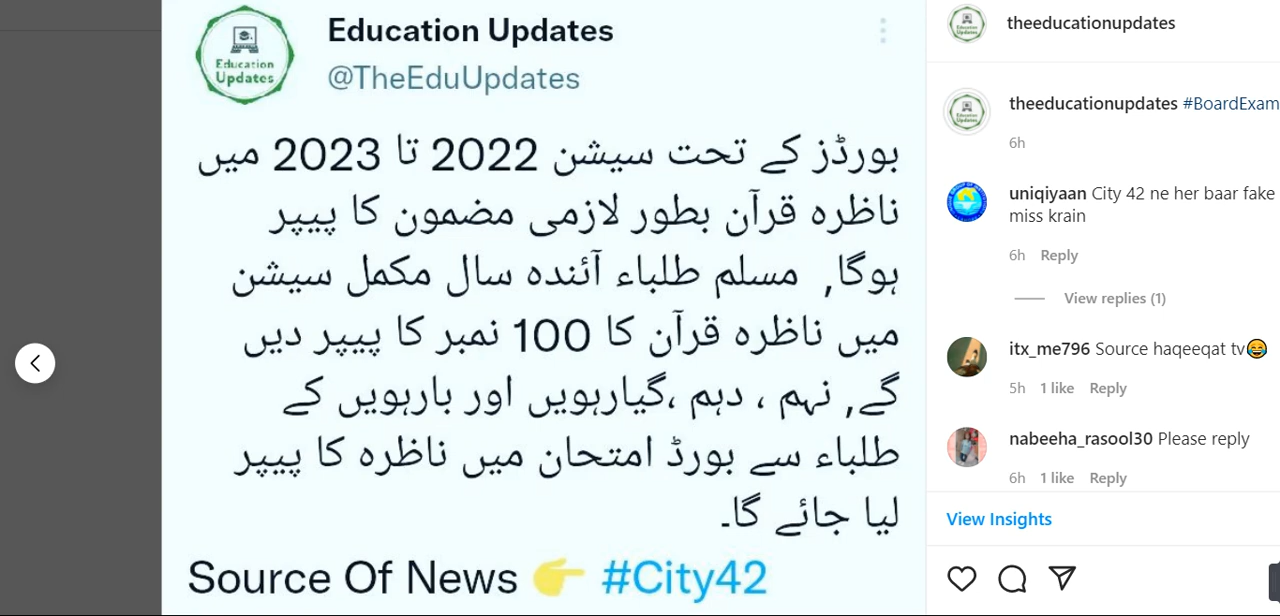 Education Updates
@TheEduUpdates
Education
Updates
بورڈز کے تحت سیشن 2022 تا 2023 میں
ناظرہ قرآن بطور لازمی مضمون کا پیپر
ہوگا, مسلم طلباء آئندہ سال مکمل سیشن
میں ناظرہ قرآن کا 100 نمبر کا پیپر دیں
گے, نہم ، دہم ،گیارہویں اور بارہویں کے
طلباء سے بورڈ امتحان میں ناظرہ کا پیپر
لیا جائے گا۔
Source Of News 👉 #City42
theeducationupdates
theeducationupdates #BoardExam
6h
uniqiyaan City 42 ne her baar fake
miss krain
6h Reply
View replies (1)
itx_me796 Source haqeeqat tv😂
5h 1 like Reply
nabeeha_rasool30 Please reply
6h 1 like Reply
View Insights